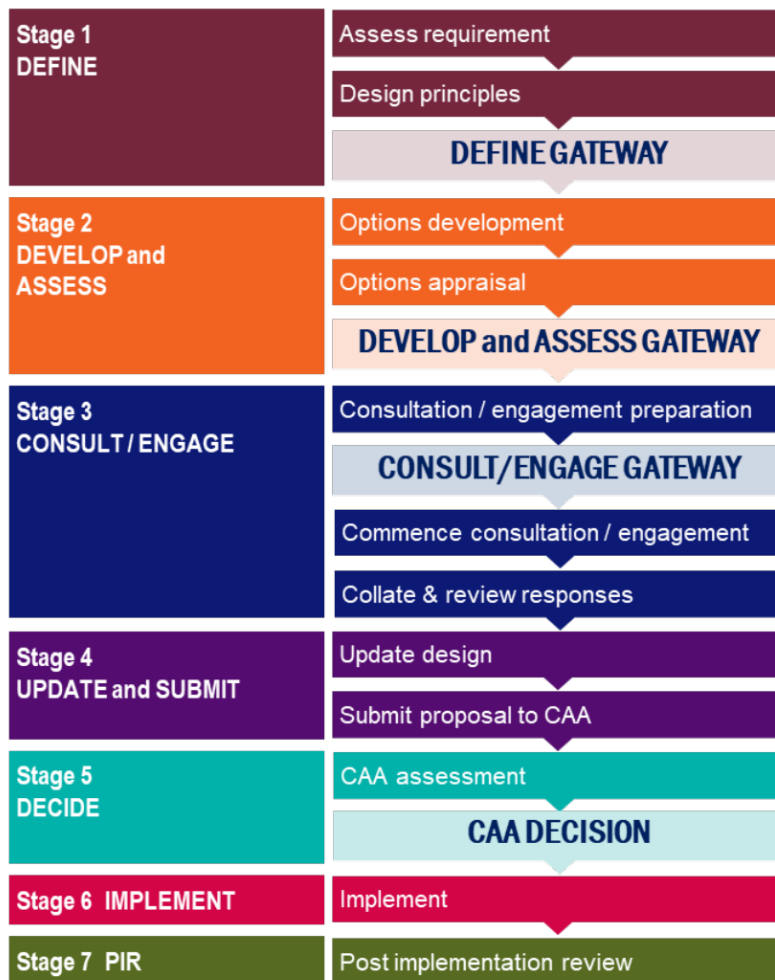 Stage 1
DEFINE
Assess requirement
Design principles
DEFINE GATEWAY
Stage 2
DEVELOP and
ASSESS
Options development
Options appraisal
DEVELOP and ASSESS GATEWAY
Stage 3
CONSULT / ENGAGE
Consultation / engagement preparation
CONSULT/ENGAGE GATEWAY
Commence consultation / engagement
Collate & review responses
Stage 4
UPDATE and SUBMIT
Update design
Submit proposal to CAA
Stage 5
DECIDE
CAA assessment
CAA DECISION
Stage 6 IMPLEMENT
Implement
Stage 7 PIR
Post implementation review